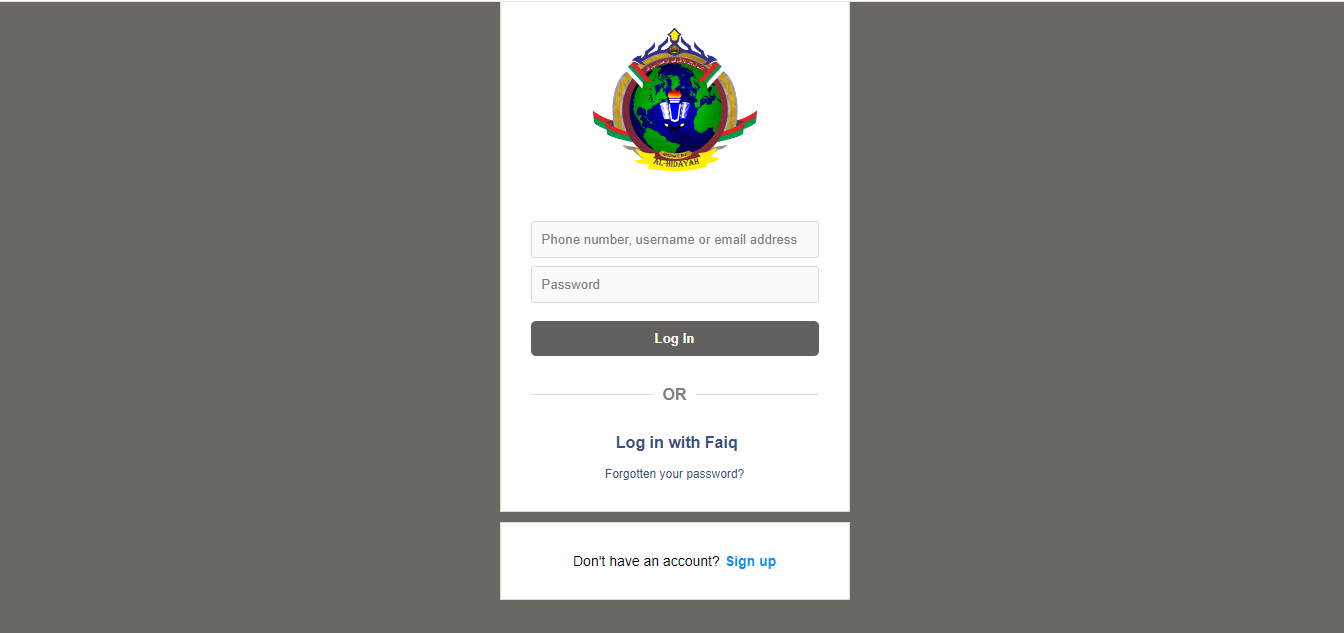 AL-HIDAYAH
Phone number, username or email address
Password
Log In
OR
Log in with Faiq
Forgotten your password?
Don't have an account? Sign up